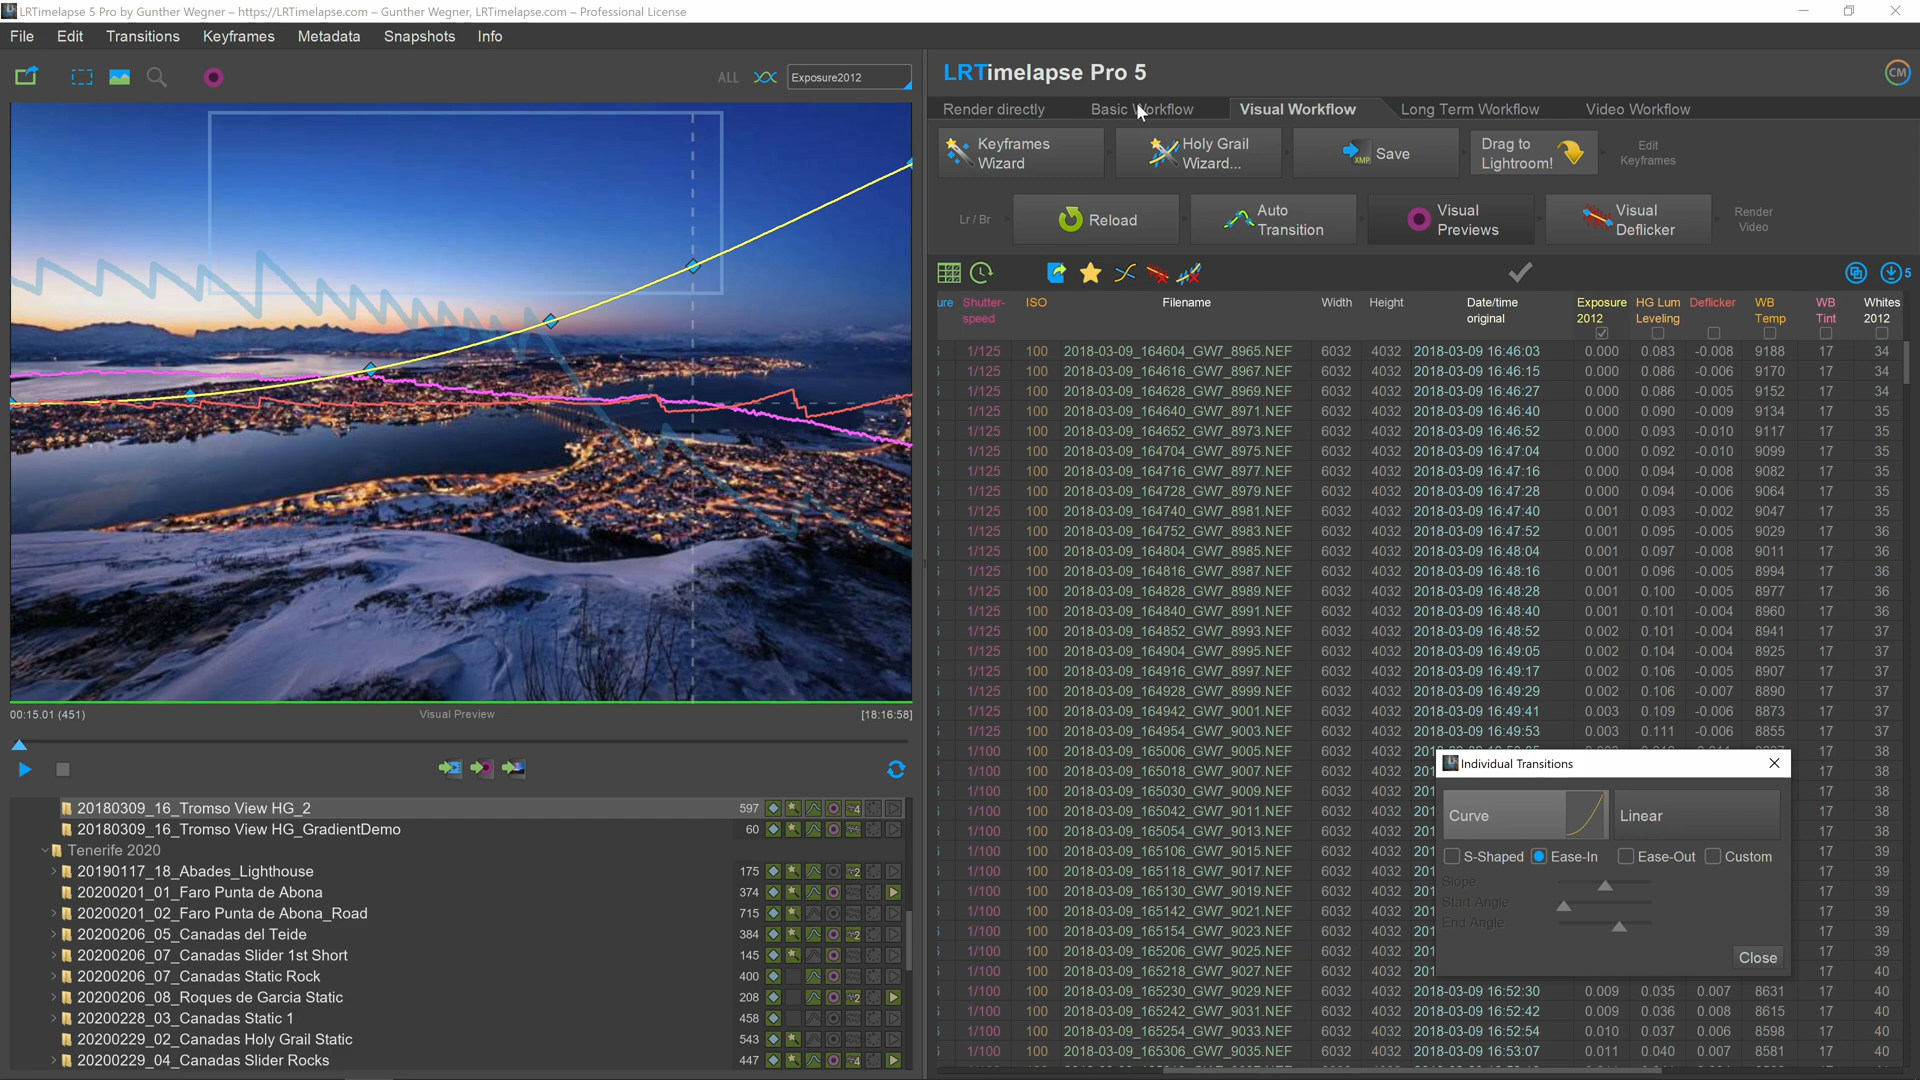 LRTimelapse 5 Pro by Gunther Wegner – https://LRTimelapse.com – Gunther Wegner, LRTimelapse.com – Professional License
File Edit Transitions Keyframes Metadata Snapshots Info
ALL Exposure2012
LRTimelapse Pro 5
CM
Render directly Basic Workflow Visual Workflow Long Term Workflow Video Workflow
Keyframes Wizard
Holy Grail Wizard...
XMP Save
Drag to Lightroom!
Edit Keyframes
Lr / Br
Reload
Auto Transition
Visual Previews
Visual Deflicker
Render Video
5
ure Shutter-speed ISO Filename Width Height Date/time original Exposure 2012 HG Lum Leveling Deflicker WB Temp WB Tint Whites 2012
1/125 100 2018-03-09_164604_GW7_8965.NEF 6032 4032 2018-03-09 16:46:03 0.000 0.083 -0.008 9188 17 34
1/125 100 2018-03-09_164616_GW7_8967.NEF 6032 4032 2018-03-09 16:46:15 0.000 0.086 -0.006 9170 17 34
1/125 100 2018-03-09_164628_GW7_8969.NEF 6032 4032 2018-03-09 16:46:27 0.000 0.086 -0.005 9152 17 34
1/125 100 2018-03-09_164640_GW7_8971.NEF 6032 4032 2018-03-09 16:46:40 0.000 0.090 -0.009 9134 17 35
1/125 100 2018-03-09_164652_GW7_8973.NEF 6032 4032 2018-03-09 16:46:52 0.000 0.093 -0.010 9117 17 35
1/125 100 2018-03-09_164704_GW7_8975.NEF 6032 4032 2018-03-09 16:47:04 0.000 0.092 -0.010 9099 17 35
1/125 100 2018-03-09_164716_GW7_8977.NEF 6032 4032 2018-03-09 16:47:16 0.000 0.094 -0.008 9082 17 35
1/125 100 2018-03-09_164728_GW7_8979.NEF 6032 4032 2018-03-09 16:47:28 0.000 0.094 -0.006 9064 17 35
1/125 100 2018-03-09_164740_GW7_8981.NEF 6032 4032 2018-03-09 16:47:40 0.001 0.093 -0.002 9047 17 35
1/125 100 2018-03-09_164752_GW7_8983.NEF 6032 4032 2018-03-09 16:47:52 0.001 0.095 -0.005 9029 17 36
1/125 100 2018-03-09_164804_GW7_8985.NEF 6032 4032 2018-03-09 16:48:04 0.001 0.097 -0.008 9011 17 36
1/125 100 2018-03-09_164816_GW7_8987.NEF 6032 4032 2018-03-09 16:48:16 0.001 0.096 -0.005 8994 17 36
1/125 100 2018-03-09_164828_GW7_8989.NEF 6032 4032 2018-03-09 16:48:28 0.001 0.100 -0.005 8977 17 36
1/125 100 2018-03-09_164840_GW7_8991.NEF 6032 4032 2018-03-09 16:48:40 0.001 0.101 -0.004 8960 17 36
1/125 100 2018-03-09_164852_GW7_8993.NEF 6032 4032 2018-03-09 16:48:52 0.002 0.101 -0.004 8941 17 37
1/125 100 2018-03-09_164904_GW7_8995.NEF 6032 4032 2018-03-09 16:49:05 0.002 0.104 -0.004 8925 17 37
1/125 100 2018-03-09_164916_GW7_8997.NEF 6032 4032 2018-03-09 16:49:17 0.002 0.106 -0.005 8907 17 37
1/125 100 2018-03-09_164928_GW7_8999.NEF 6032 4032 2018-03-09 16:49:29 0.002 0.106 -0.007 8890 17 37
1/125 100 2018-03-09_164942_GW7_9001.NEF 6032 4032 2018-03-09 16:49:41 0.003 0.109 -0.006 8873 17 37
1/125 100 2018-03-09_164954_GW7_9003.NEF 6032 4032 2018-03-09 16:49:53 0.003 0.111 -0.006 8855 17 37
1/100 100 2018-03-09_165006_GW7_9005.NEF 6032 4032 17 38
1/100 100 2018-03-09_165018_GW7_9007.NEF 6032 4032 201 38
1/100 100 2018-03-09_165030_GW7_9009.NEF 6032 4032 201 38
1/100 100 2018-03-09_165042_GW7_9011.NEF 6032 4032 201 38
1/100 100 2018-03-09_165054_GW7_9013.NEF 6032 4032 201 38
1/100 100 2018-03-09_165106_GW7_9015.NEF 6032 4032 201 39
1/100 100 2018-03-09_165118_GW7_9017.NEF 6032 4032 201 39
1/100 100 2018-03-09_165130_GW7_9019.NEF 6032 4032 201 39
1/100 100 2018-03-09_165142_GW7_9021.NEF 6032 4032 201 39
1/100 100 2018-03-09_165154_GW7_9023.NEF 6032 4032 201 39
1/100 100 2018-03-09_165206_GW7_9025.NEF 6032 4032 201 39
1/100 100 2018-03-09_165218_GW7_9027.NEF 6032 4032 201 40
1/100 100 2018-03-09_165230_GW7_9029.NEF 6032 4032 2018-03-09 16:52:30 0.009 0.035 0.007 8631 17 40
1/100 100 2018-03-09_165242_GW7_9031.NEF 6032 4032 2018-03-09 16:52:42 0.009 0.036 0.008 8615 17 40
1/100 100 2018-03-09_165254_GW7_9033.NEF 6032 4032 2018-03-09 16:52:54 0.010 0.037 0.006 8598 17 40
1/100 100 2018-03-09_165306_GW7_9035.NEF 6032 4032 2018-03-09 16:53:07 0.011 0.040 0.007 8581 17 40
Individual Transitions
Curve Linear
S-Shaped Ease-In Ease-Out Custom
Slope
Start Angle
End Angle
Close
00:15.01 (451) Visual Preview [18:16:58]
20180309_16_Tromso View HG_2 597 4
20180309_16_Tromso View HG_GradientDemo 60
Tenerife 2020
20190117_18_Abades_Lighthouse 175 2
20200201_01_Faro Punta de Abona 374
20200201_02_Faro Punta de Abona_Road 715
20200206_05_Canadas del Teide 384 2
20200206_07_Canadas Slider 1st Short 145
20200206_07_Canadas Static Rock 400
20200206_08_Roques de Garcia Static 208 2
20200228_03_Canadas Static 1 458
20200229_02_Canadas Holy Grail Static 543
20200229_04_Canadas Slider Rocks 447 4